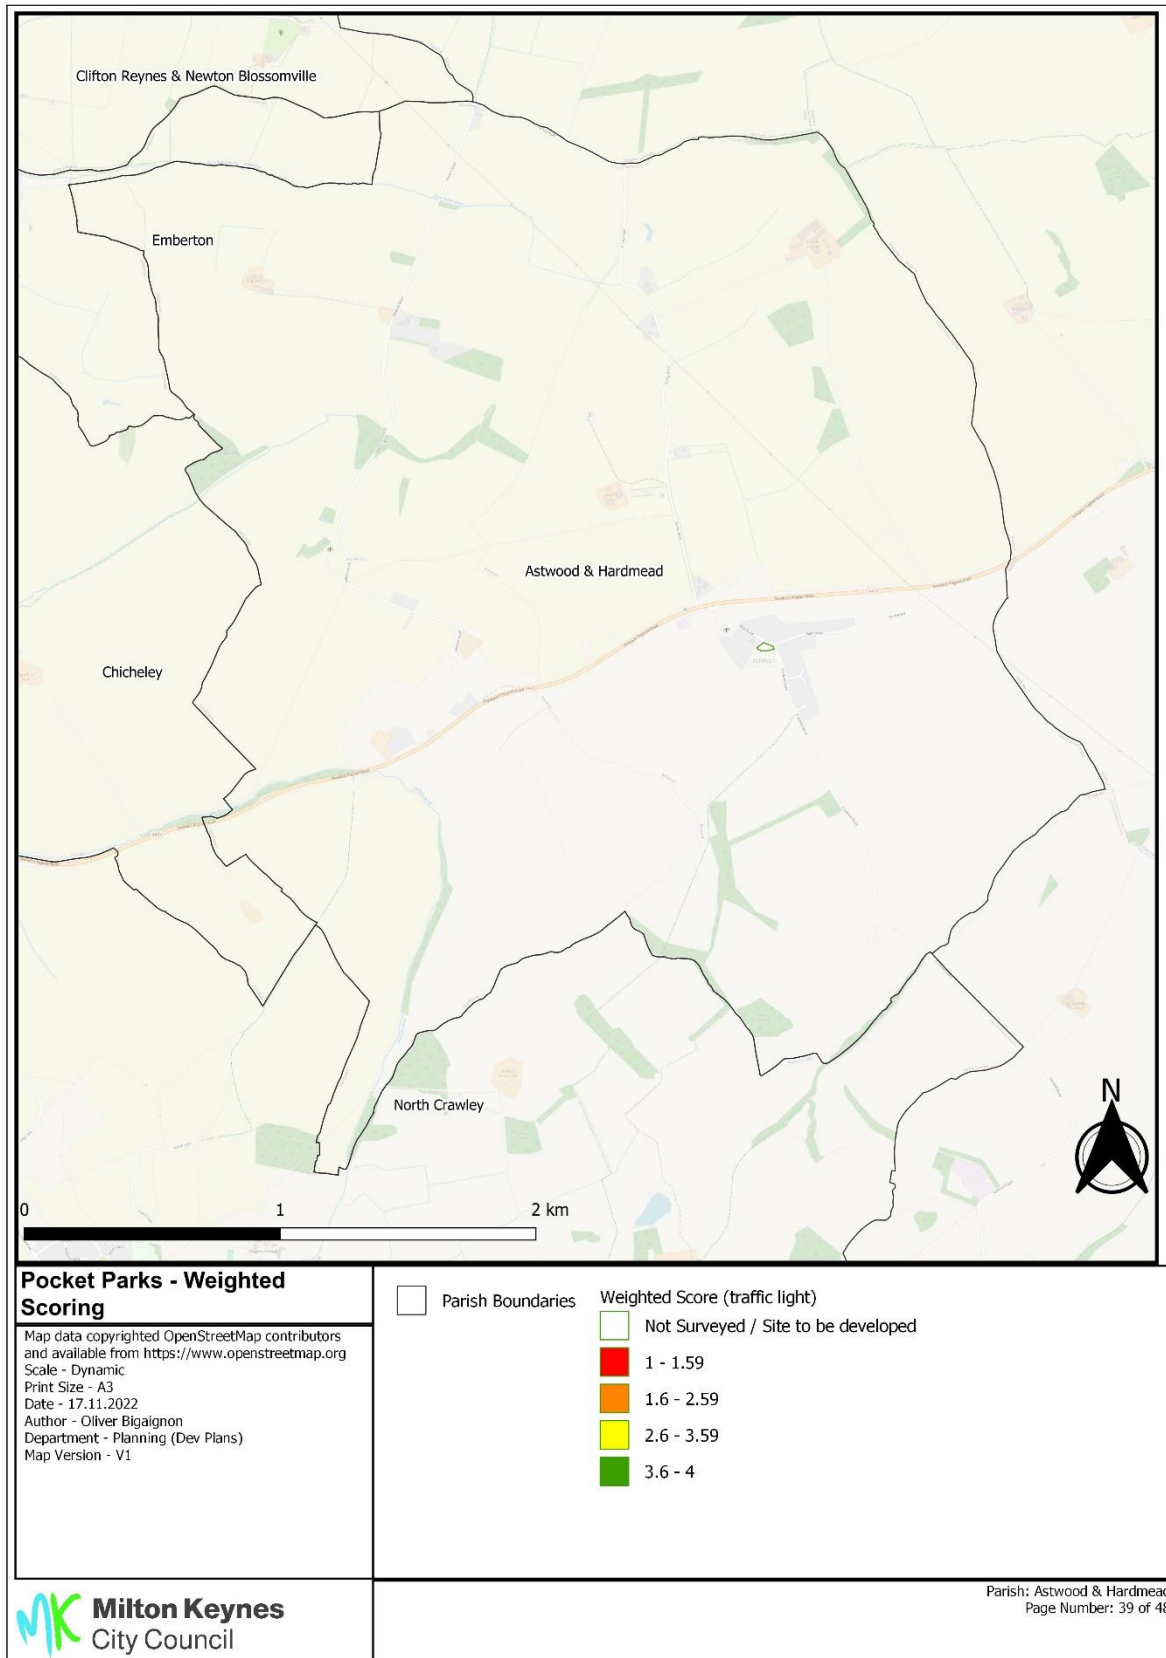 Clifton Reynes & Newton Blossomville
Emberton
Astwood & Hardmead
Chicheley
North Crawley
N
0 1 2 km
Pocket Parks - Weighted
Scoring
Map data copyrighted OpenStreetMap contributors
and available from https://www.openstreetmap.org
Scale - Dynamic
Print Size - A3
Date - 17.11.2022
Author - Oliver Bigaignon
Department - Planning (Dev Plans)
Map Version - V1
Parish Boundaries
Weighted Score (traffic light)
Not Surveyed / Site to be developed
1 - 1.59
1.6 - 2.59
2.6 - 3.59
3.6 - 4
MK Milton Keynes
City Council
Parish: Astwood & Hardmead
Page Number: 39 of 48